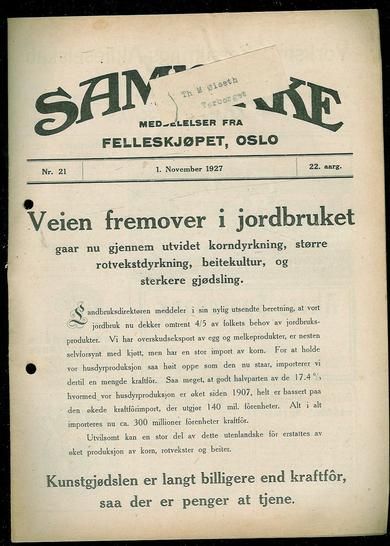 Th M Ølseth
MEDDELELSER FRA
FELLESKJØPET, OSLO
Nr. 21
1. November 1927
22. aarg.
Veien fremover i jordbruket
gaar nu gjennem utvidet korndyrkning, større
rotvekstdyrkning, beitekultur, og
sterkere gjødsling.
Landbruksdirektøren meddeler i sin nylig utsendte beretning, at vort
jordbruk nu dekker omtrent 4/5 av folkets behov av jordbruks-
produkter. Vi har overskudseksport av egg og melkeprodukter, er nesten
selvforsynt med kjøtt, men har en stor import av korn. For at holde
vor husdyrproduksjon saa høit oppe som den nu staar, importerer vi
dertil en mengde kraftfôr. Saa meget, at godt halvparten av de 17.4 %,
hvormed vor husdyrproduksjon er øket siden 1907, helt er basert paa
den økede kraftfôrimport, der utgjør 140 mil. fôrenheter. Alt i alt
importeres nu ca. 300 millioner fôrenheter kraftfôr.
Utvilsomt kan en stor del av dette utenlandske fôr erstattes av
øket produksjon av korn, rotvekster og beiter.
Kunstgjødslen er langt billigere end kraftfôr,
saa der er penger at tjene.